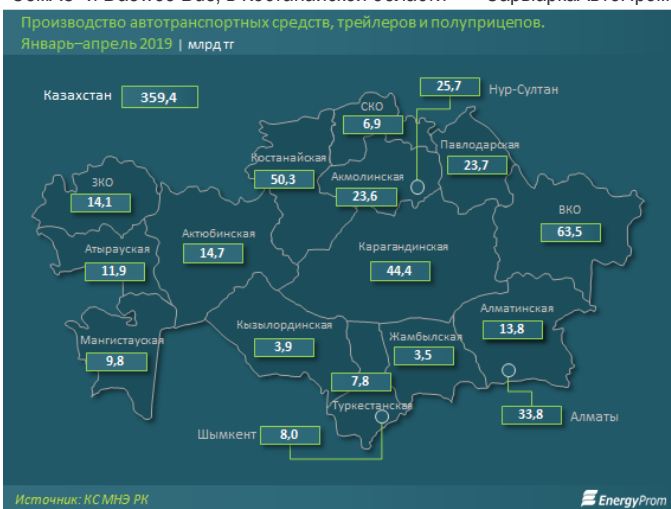 Производство автотранспортных средств, трейлеров и полуприцепов.
Январь–апрель 2019 | млрд тг
Казахстан 359,4
25,7 Нур-Султан
СКО
6,9
Павлодарская
23,7
Костанайская
50,3
Акмолинская
23,6
ЗКО
14,1
ВКО
63,5
Актюбинская
14,7
Атырауская
11,9
Карагандинская
44,4
Алматинская
13,8
Кызылординская
3,9
Жамбылская
3,5
Мангистауская
9,8
7,8
Туркестанская
33,8 Алматы
Шымкент 8,0
Источник: КС МНЭ РК
EnergyProm